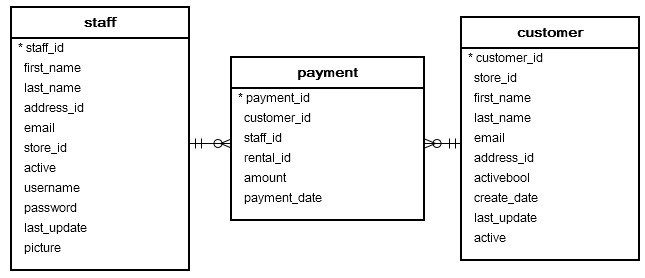 staff
* staff_id
first_name
last_name
address_id
email
store_id
active
username
password
last_update
picture
payment
* payment_id
customer_id
staff_id
rental_id
amount
payment_date
customer
* customer_id
store_id
first_name
last_name
email
address_id
activebool
create_date
last_update
active